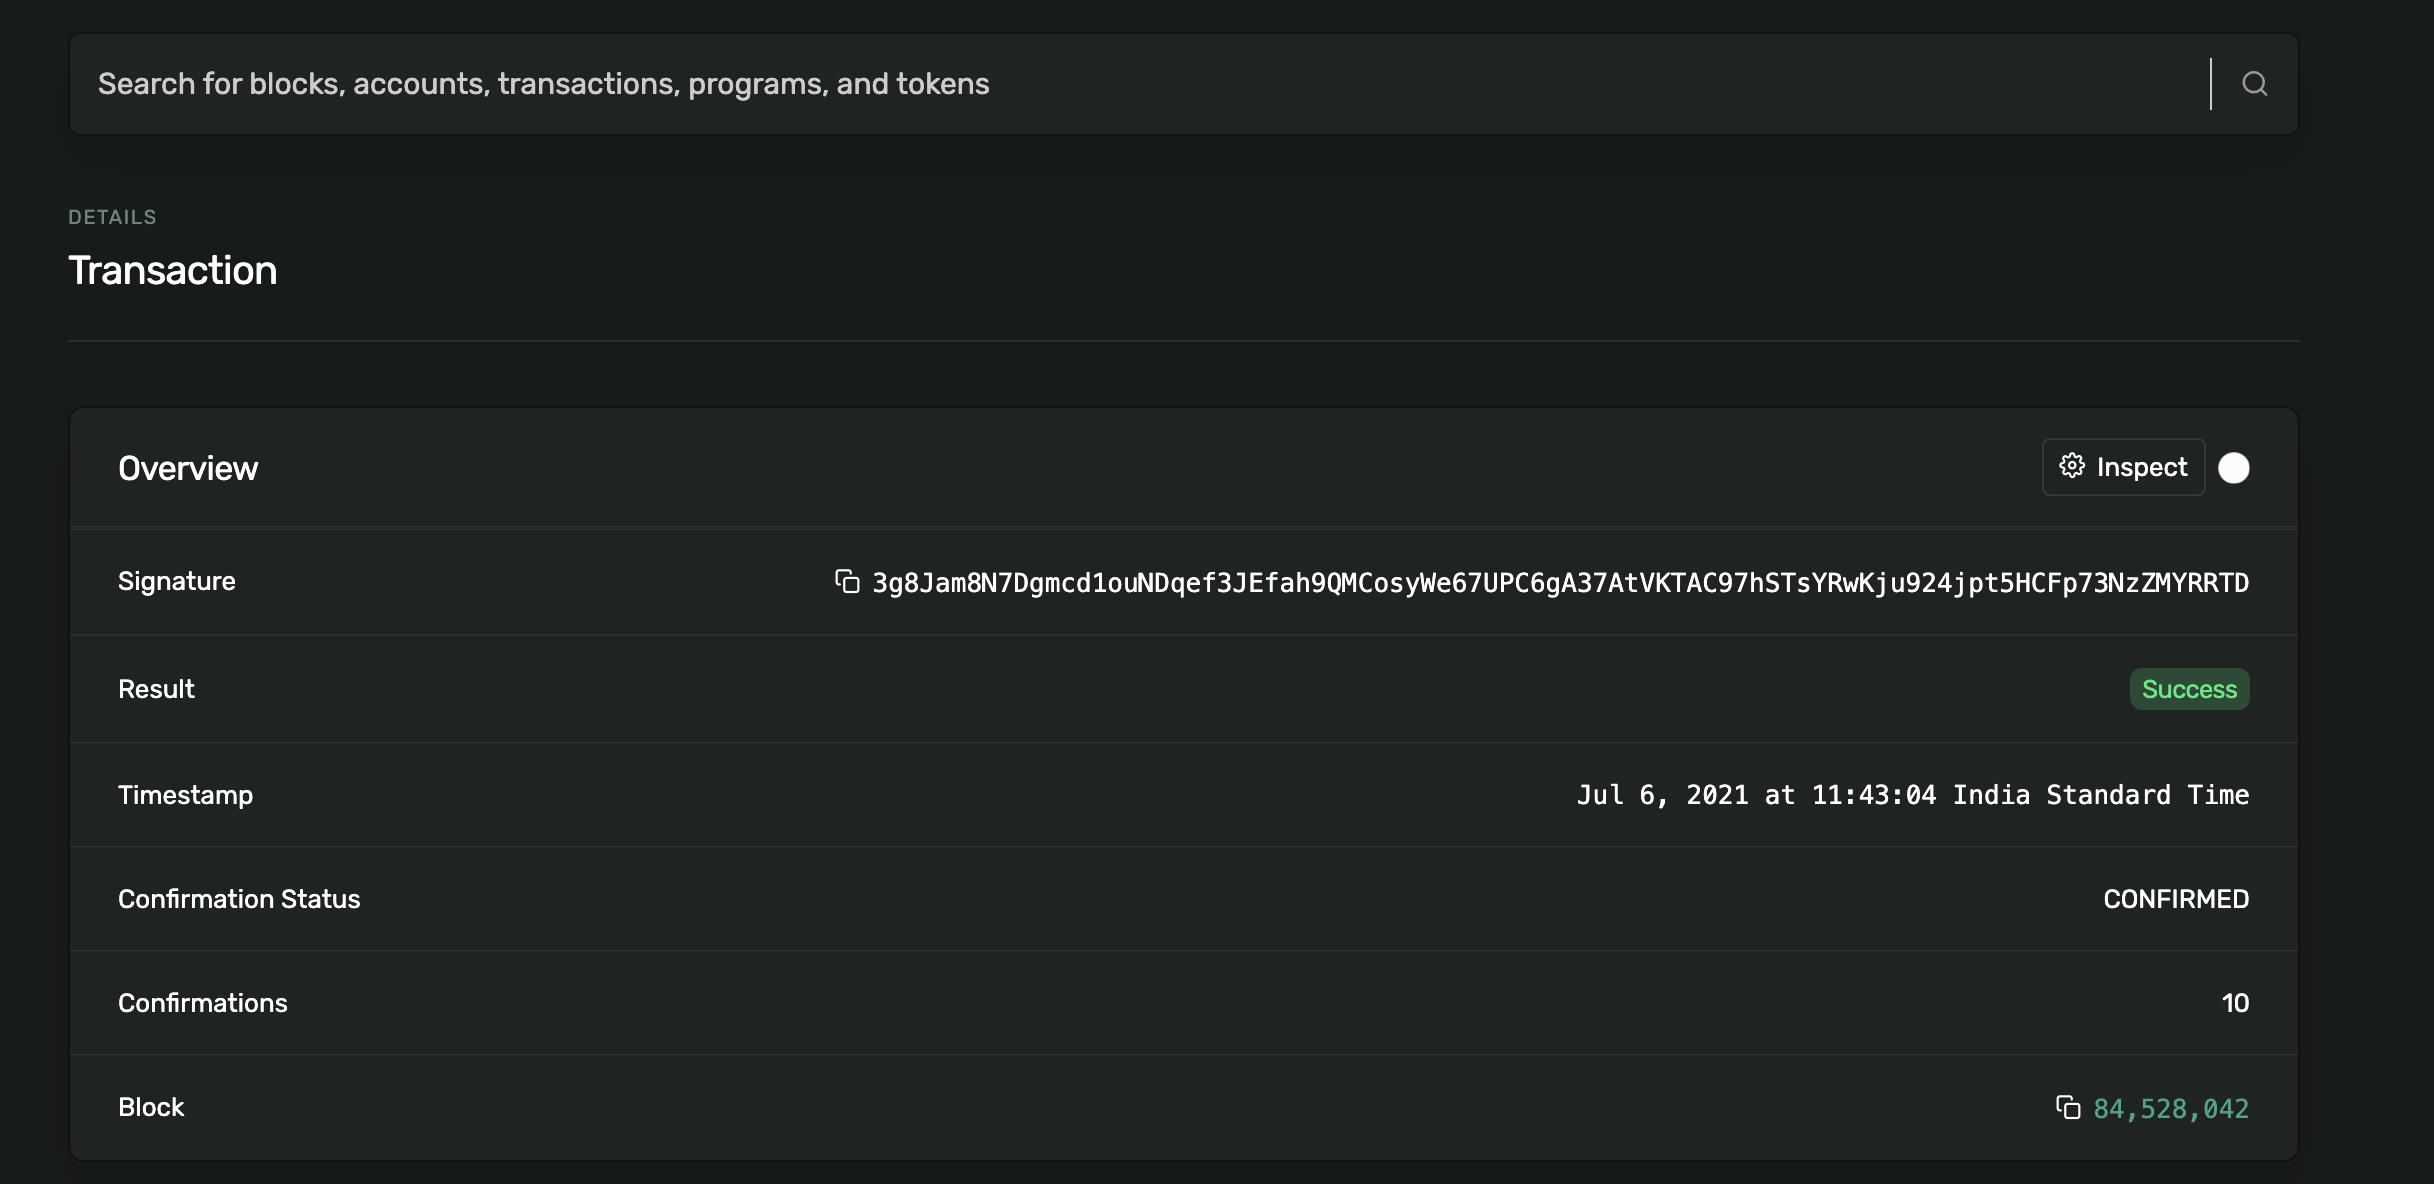 Search for blocks, accounts, transactions, programs, and tokens
DETAILS
Transaction
Overview
Inspect
Signature
3g8Jam8N7Dgmcd1ouNDqef3JEfah9QMCosyWe67UPC6gA37AtVKTAC97hSTsYRwKju924jpt5HCFp73NzZMYRRTD
Result
Success
Timestamp
Jul 6, 2021 at 11:43:04 India Standard Time
Confirmation Status
CONFIRMED
Confirmations
10
Block
84,528,042